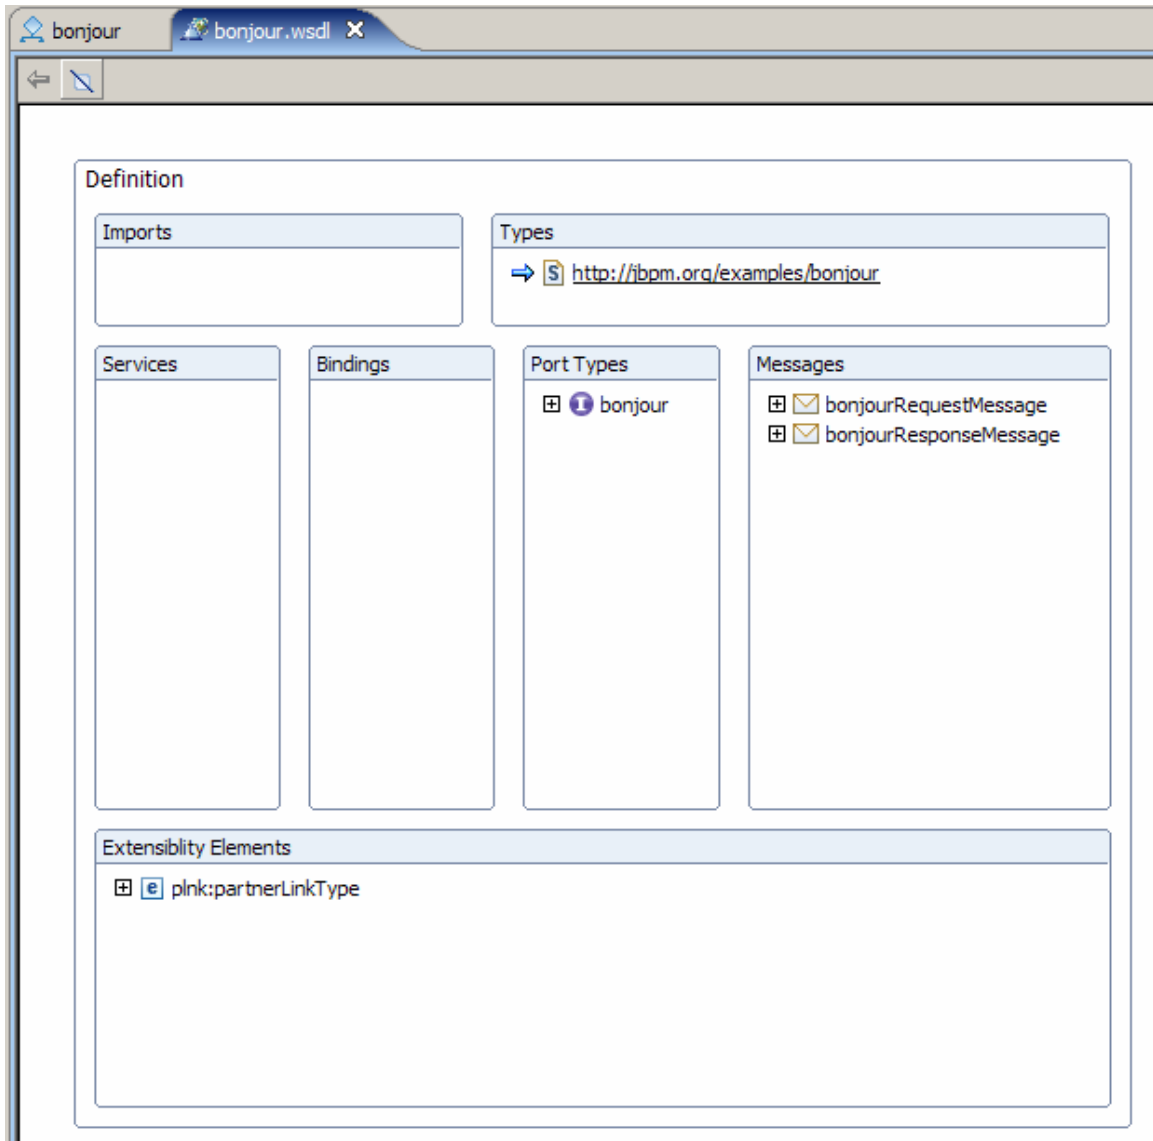 bonjour
bonjour.wsdl
Definition
Imports
Types
http://jbpm.org/examples/bonjour
Services
Bindings
Port Types
Messages
bonjour
bonjourRequestMessage
bonjourResponseMessage
Extensiblity Elements
plnk:partnerLinkType